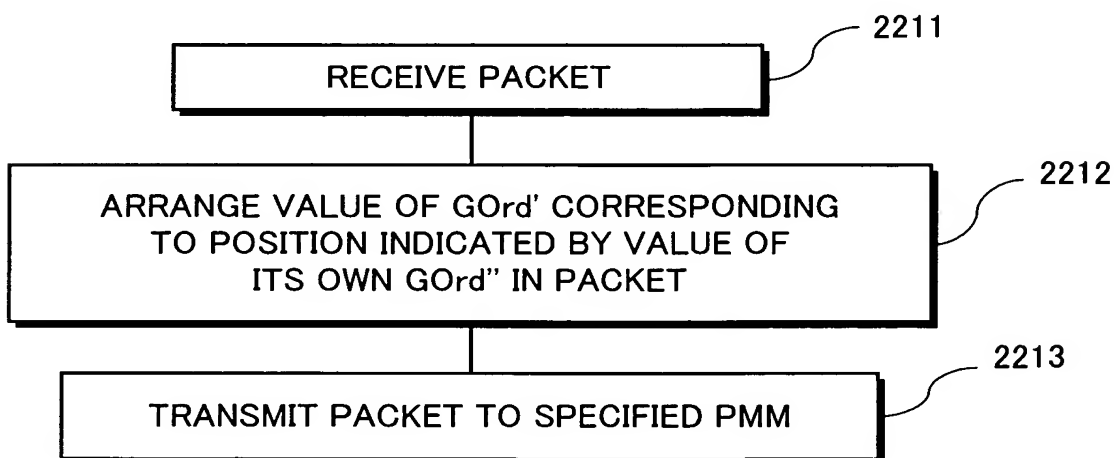 2211
RECEIVE PACKET
2212
ARRANGE VALUE OF GOrd' CORRESPONDING
TO POSITION INDICATED BY VALUE OF
ITS OWN GOrd'' IN PACKET
2213
TRANSMIT PACKET TO SPECIFIED PMM